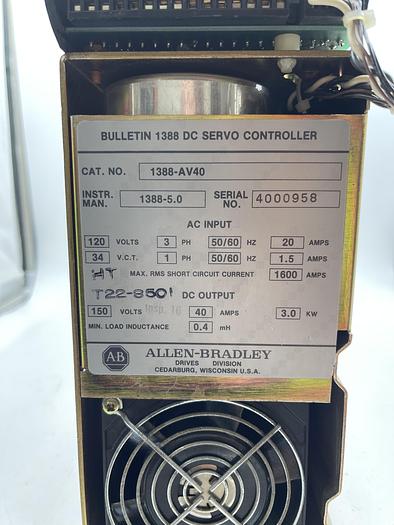 BULLETIN 1388 DC SERVO CONTROLLER
CAT. NO. 1388-AV40
INSTR. MAN. 1388-5.0 SERIAL NO. 4000958
AC INPUT
120 VOLTS 3 PH 50/60 HZ 20 AMPS
34 V.C.T. 1 PH 50/60 HZ 1.5 AMPS
HT MAX. RMS SHORT CIRCUIT CURRENT 1600 AMPS
T22-8501 DC OUTPUT
150 VOLTS Insp. 16 40 AMPS 3.0 KW
MIN. LOAD INDUCTANCE 0.4 mH
AB ALLEN-BRADLEY
DRIVES DIVISION
CEDARBURG, WISCONSIN U.S.A.